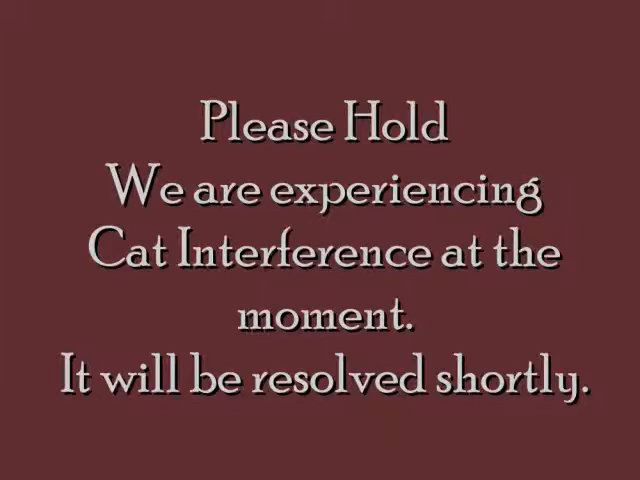 Please Hold
We are experiencing
Cat Interference at the
moment.
It will be resolved shortly.